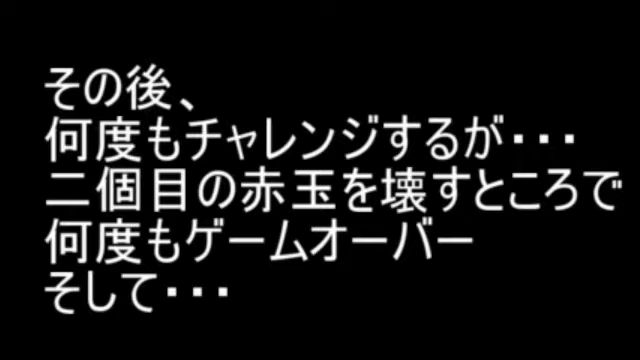 その後、
何度もチャレンジするが・・・
二個目の赤玉を壊すところで
何度もゲームオーバー
そして・・・